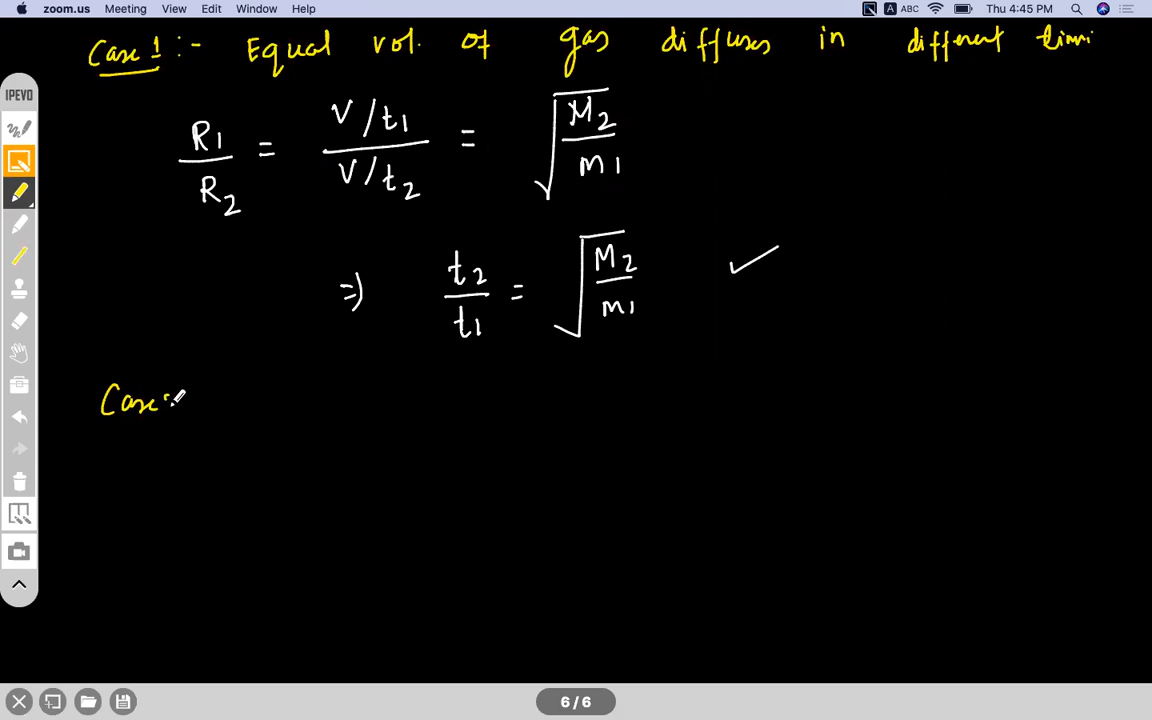 zoom.us Meeting View Edit Window Help A ABC Thu 4:45 PM
Case 1 :- Equal vol. of gas diffuses in different
IPEVO
R1/R2 = (V/t1)/(V/t2) = √(M2/m1)
⇒ t2/t1 = √(M2/m1) ✓
Case
6 / 6